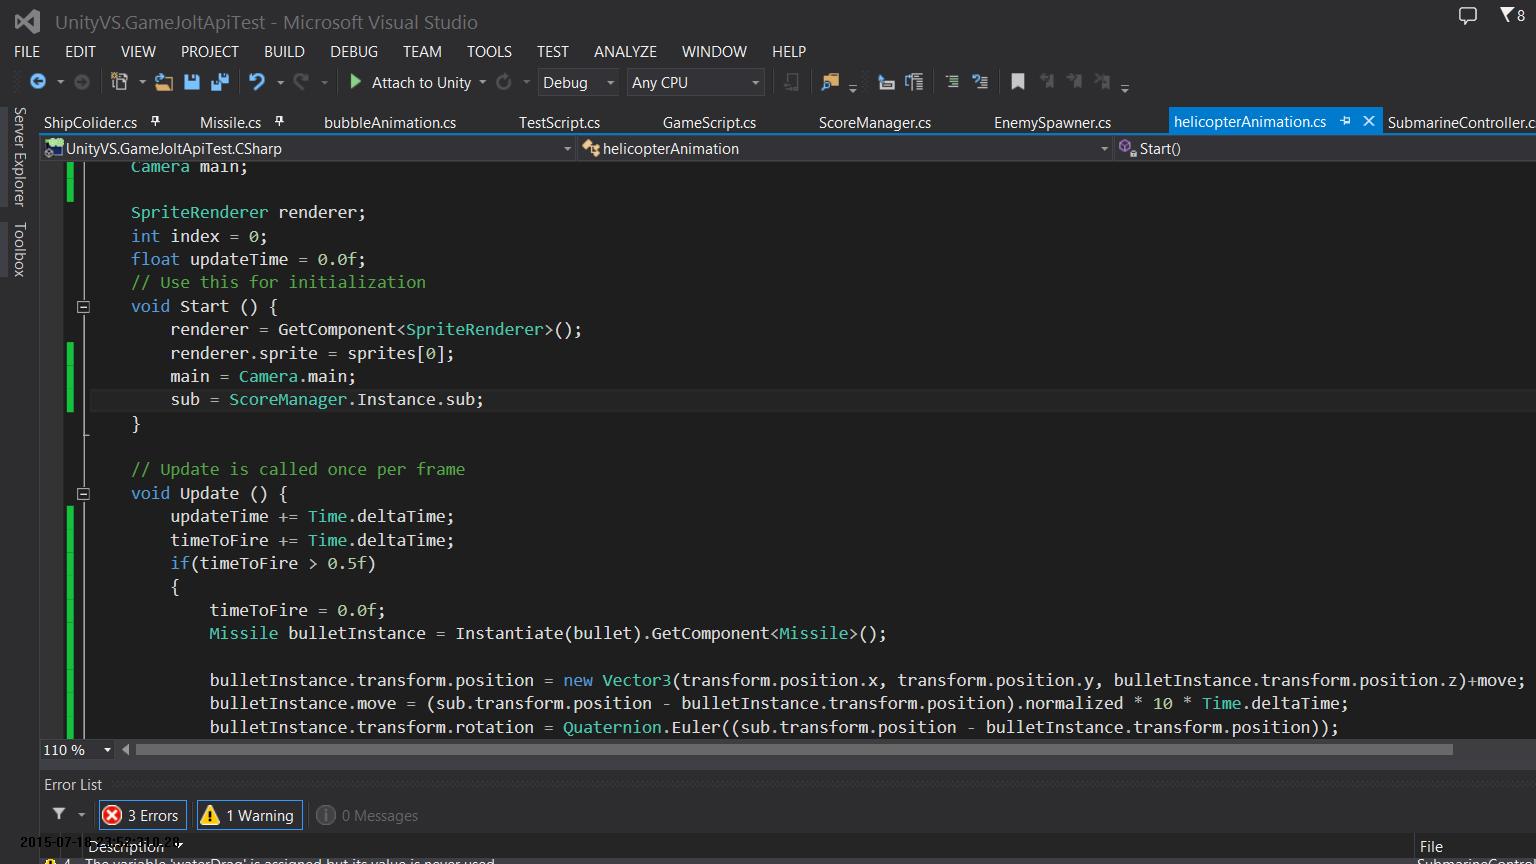 UnityVS.GameJoltApiTest - Microsoft Visual Studio
8
FILE EDIT VIEW PROJECT BUILD DEBUG TEAM TOOLS TEST ANALYZE WINDOW HELP
Attach to Unity Debug Any CPU
Server Explorer
Toolbox
ShipColider.cs Missile.cs bubbleAnimation.cs TestScript.cs GameScript.cs ScoreManager.cs EnemySpawner.cs helicopterAnimation.cs SubmarineController.cs
UnityVS.GameJoltApiTest.CSharp helicopterAnimation Start()
Camera main;
SpriteRenderer renderer;
int index = 0;
float updateTime = 0.0f;
// Use this for initialization
void Start () {
renderer = GetComponent<SpriteRenderer>();
renderer.sprite = sprites[0];
main = Camera.main;
sub = ScoreManager.Instance.sub;
}
// Update is called once per frame
void Update () {
updateTime += Time.deltaTime;
timeToFire += Time.deltaTime;
if(timeToFire > 0.5f)
{
timeToFire = 0.0f;
Missile bulletInstance = Instantiate(bullet).GetComponent<Missile>();
bulletInstance.transform.position = new Vector3(transform.position.x, transform.position.y, bulletInstance.transform.position.z)+move;
bulletInstance.move = (sub.transform.position - bulletInstance.transform.position).normalized * 10 * Time.deltaTime;
bulletInstance.transform.rotation = Quaternion.Euler((sub.transform.position - bulletInstance.transform.position));
110 %
Error List
3 Errors 1 Warning 0 Messages
Description File
4 The variable 'waterDrag' is assigned but its value is never used